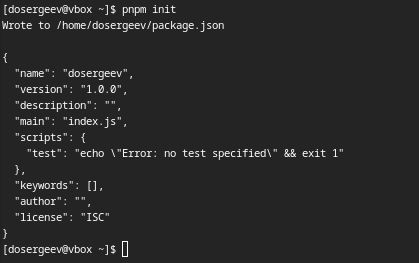 [dosergeev@vbox ~]$ pnpm init
Wrote to /home/dosergeev/package.json

{
  "name": "dosergeev",
  "version": "1.0.0",
  "description": "",
  "main": "index.js",
  "scripts": {
    "test": "echo \"Error: no test specified\" && exit 1"
  },
  "keywords": [],
  "author": "",
  "license": "ISC"
}
[dosergeev@vbox ~]$